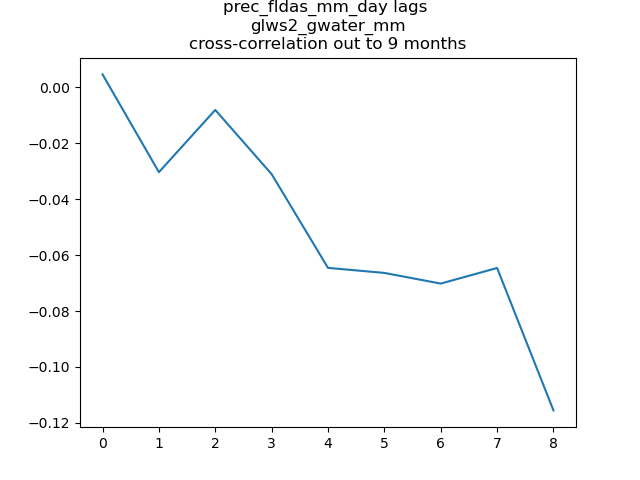 prec_fldas_mm_day lags
glws2_gwater_mm
cross-correlation out to 9 months
0.00
−0.02
−0.04
−0.06
−0.08
−0.10
−0.12
0 1 2 3 4 5 6 7 8